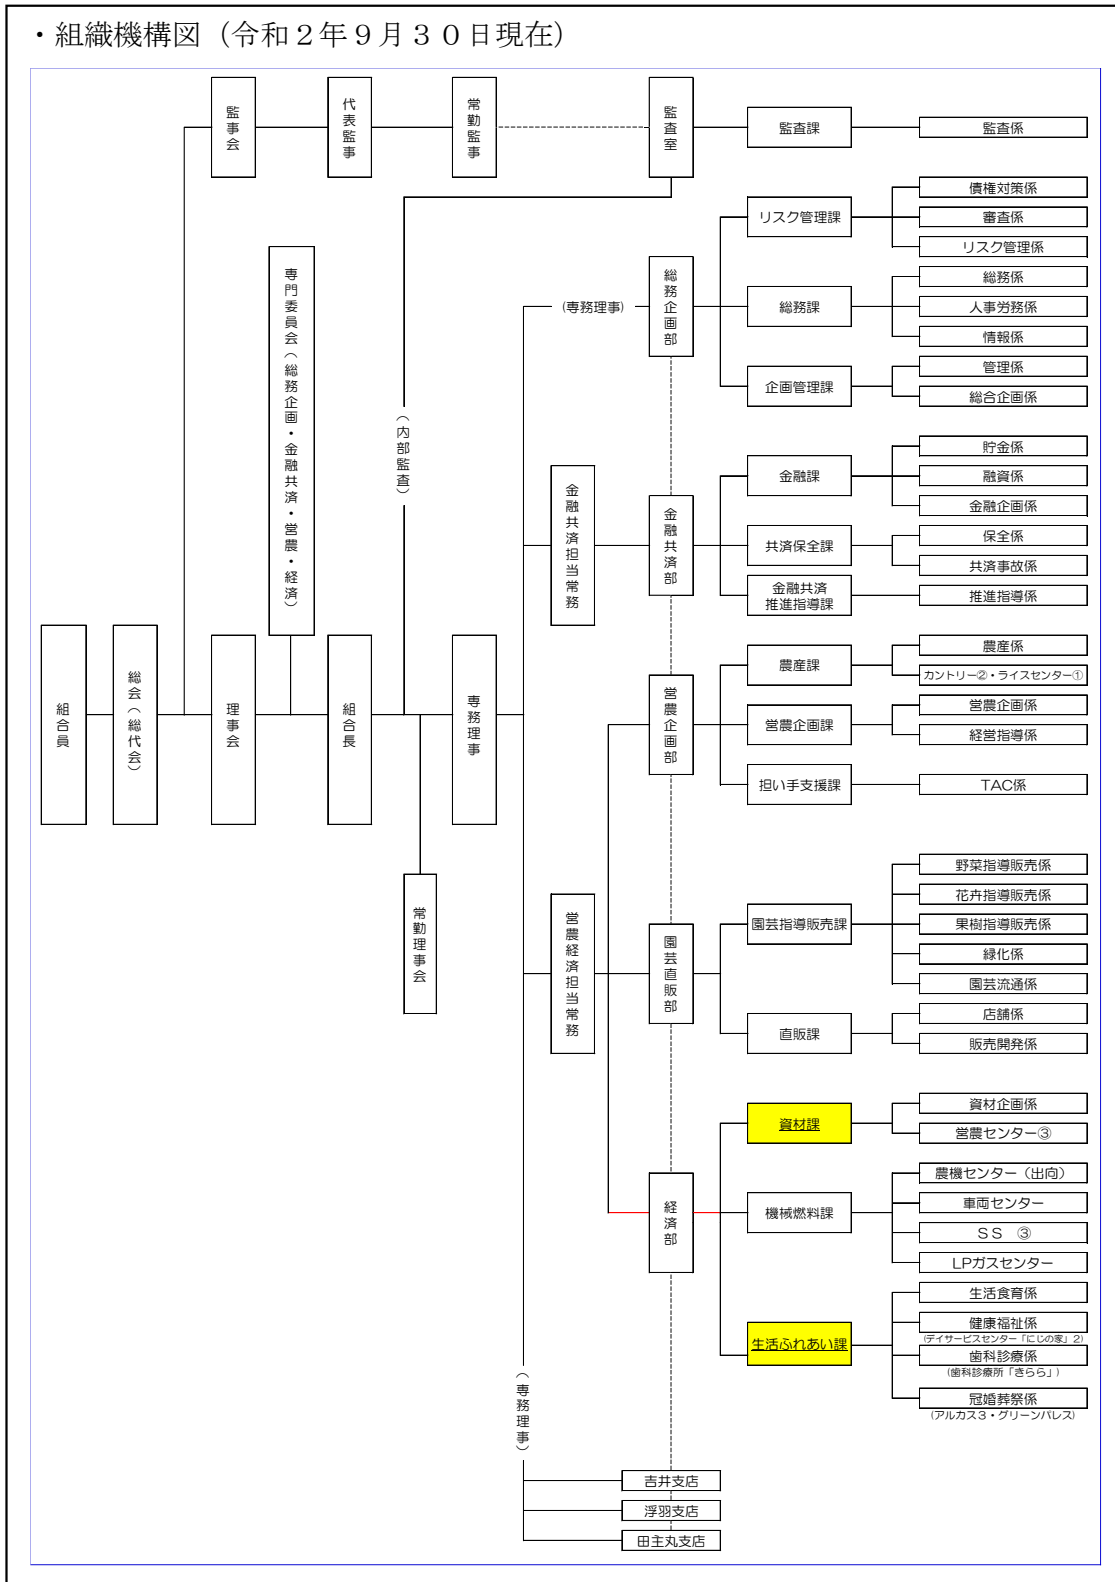 ・組織機構図（令和２年９月３０日現在）
監事会
代表監事
常勤監事
監査室
監査課
監査係
リスク管理課
債権対策係
審査係
リスク管理係
専門委員会（総務企画・金融共済・営農・経済）
（内部監査）
(専務理事)
総務企画部
総務課
総務係
人事労務係
情報係
企画管理課
管理係
総合企画係
金融共済担当常務
金融共済部
金融課
貯金係
融資係
金融企画係
共済保全課
保全係
共済事故係
金融共済
推進指導課
推進指導係
組合員
総会（総代会）
理事会
組合長
専務理事
常勤理事会
営農企画部
農産課
農産係
カントリー②・ライスセンター①
営農企画課
営農企画係
経営指導係
担い手支援課
TAC係
営農経済担当常務
園芸直販部
園芸指導販売課
野菜指導販売係
花卉指導販売係
果樹指導販売係
緑化係
園芸流通係
直販課
店舗係
販売開発係
経済部
資材課
資材企画係
営農センター③
機械燃料課
農機センター（出向）
車両センター
ＳＳ　③
LPガスセンター
生活ふれあい課
生活食育係
健康福祉係
(デイサービスセンター「にじの家」2)
歯科診療係
(歯科診療所「きらら」)
冠婚葬祭係
(アルカス３・グリーンパレス)
（専務理事）
吉井支店
浮羽支店
田主丸支店